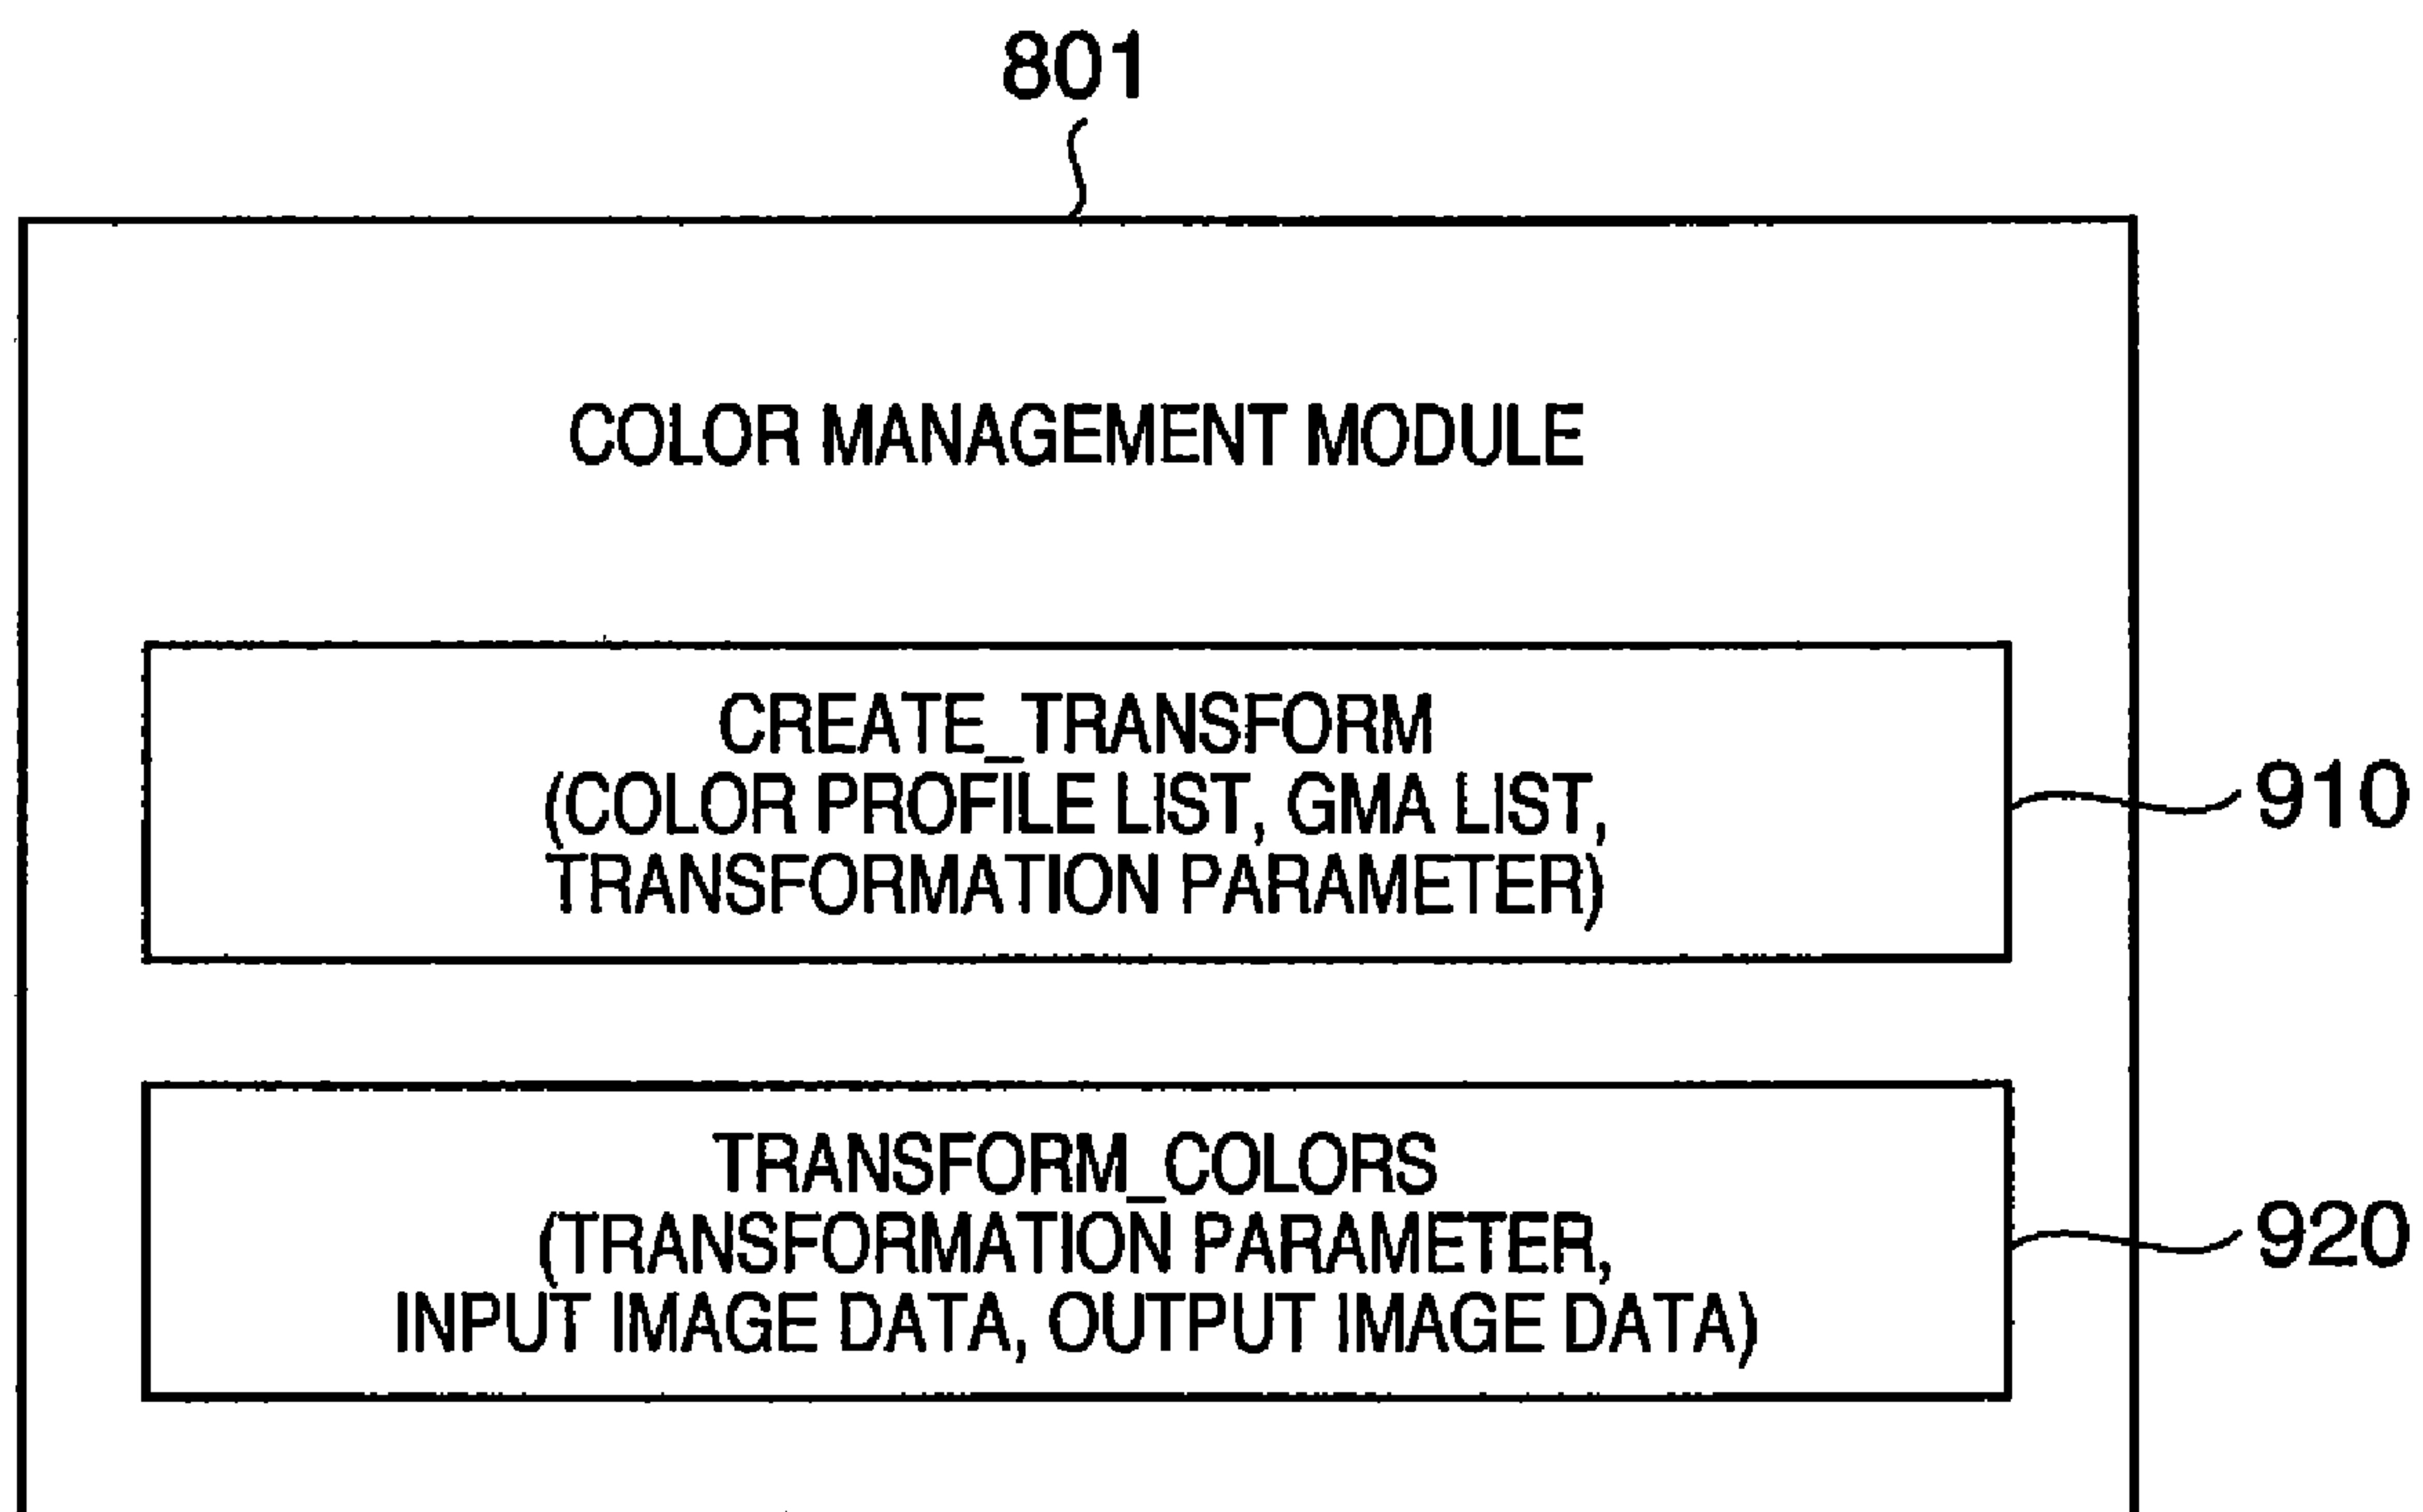 801
COLOR MANAGEMENT MODULE
CREATE_TRANSFORM
(COLOR PROFILE LIST, GMA LIST,
TRANSFORMATION PARAMETER)
910
TRANSFORM_COLORS
(TRANSFORMATION PARAMETER,
INPUT IMAGE DATA, OUTPUT IMAGE DATA)
920